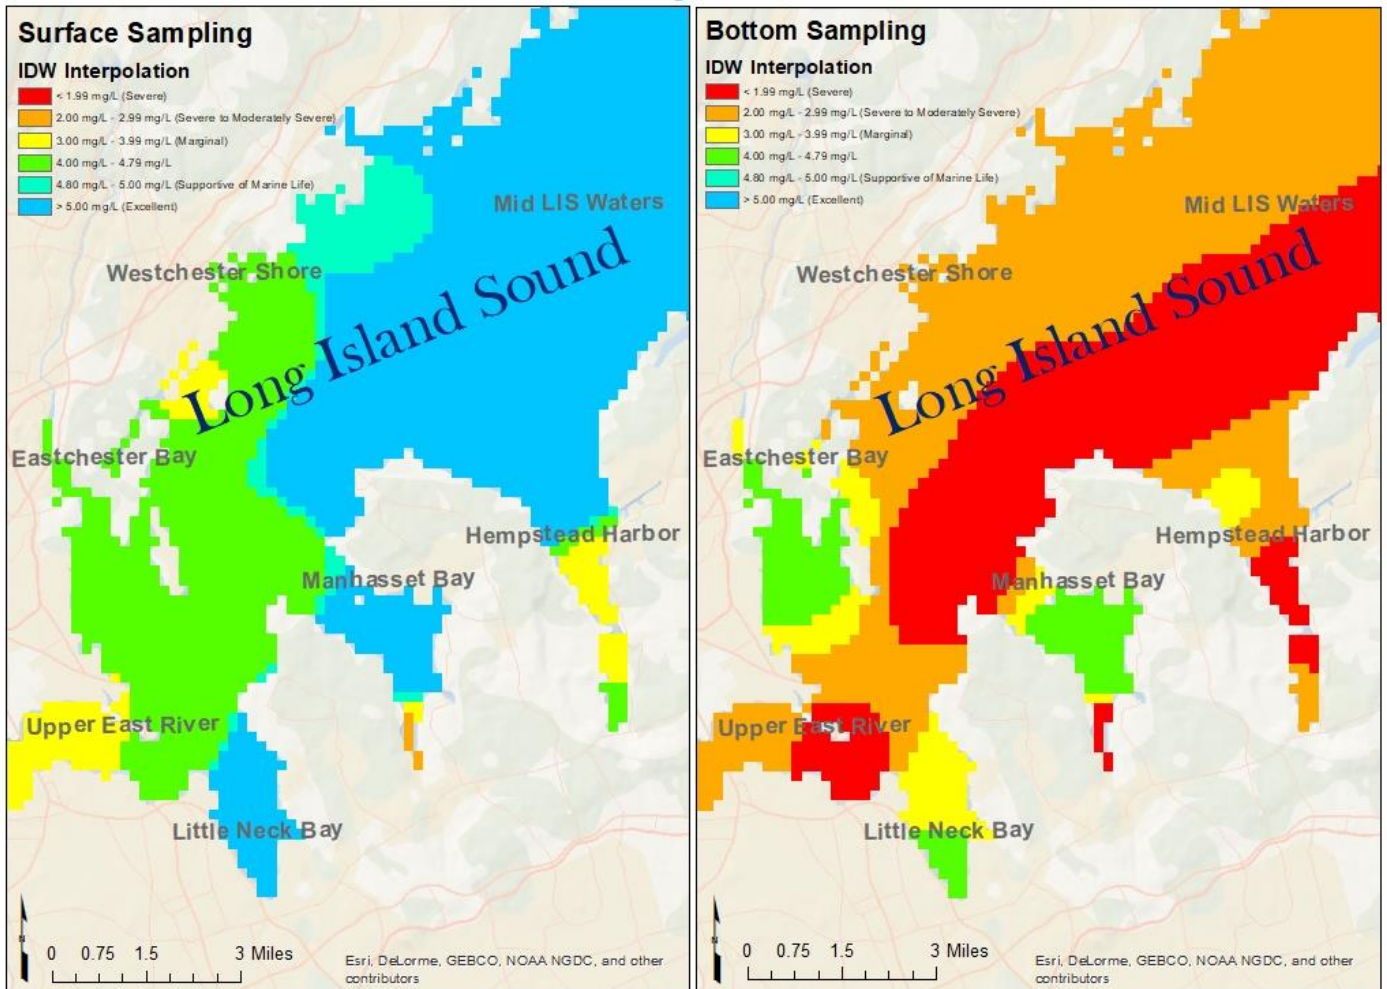 Surface Sampling
IDW Interpolation
< 1.99 mg/L (Severe)
2.00 mg/L - 2.99 mg/L (Severe to Moderately Severe)
3.00 mg/L - 3.99 mg/L (Marginal)
4.00 mg/L - 4.79 mg/L
4.80 mg/L - 5.00 mg/L (Supportive of Marine Life)
> 5.00 mg/L (Excellent)
Mid LIS Waters
Westchester Shore
Long Island Sound
Eastchester Bay
Hempstead Harbor
Manhasset Bay
Upper East River
Little Neck Bay
N
0 0.75 1.5 3 Miles
Esri, DeLorme, GEBCO, NOAA NGDC, and other
contributors
Bottom Sampling
IDW Interpolation
< 1.99 mg/L (Severe)
2.00 mg/L - 2.99 mg/L (Severe to Moderately Severe)
3.00 mg/L - 3.99 mg/L (Marginal)
4.00 mg/L - 4.79 mg/L
4.80 mg/L - 5.00 mg/L (Supportive of Marine Life)
> 5.00 mg/L (Excellent)
Mid LIS Waters
Westchester Shore
Long Island Sound
Eastchester Bay
Hempstead Harbor
Manhasset Bay
Upper East River
Little Neck Bay
N
0 0.75 1.5 3 Miles
Esri, DeLorme, GEBCO, NOAA NGDC, and other
contributors